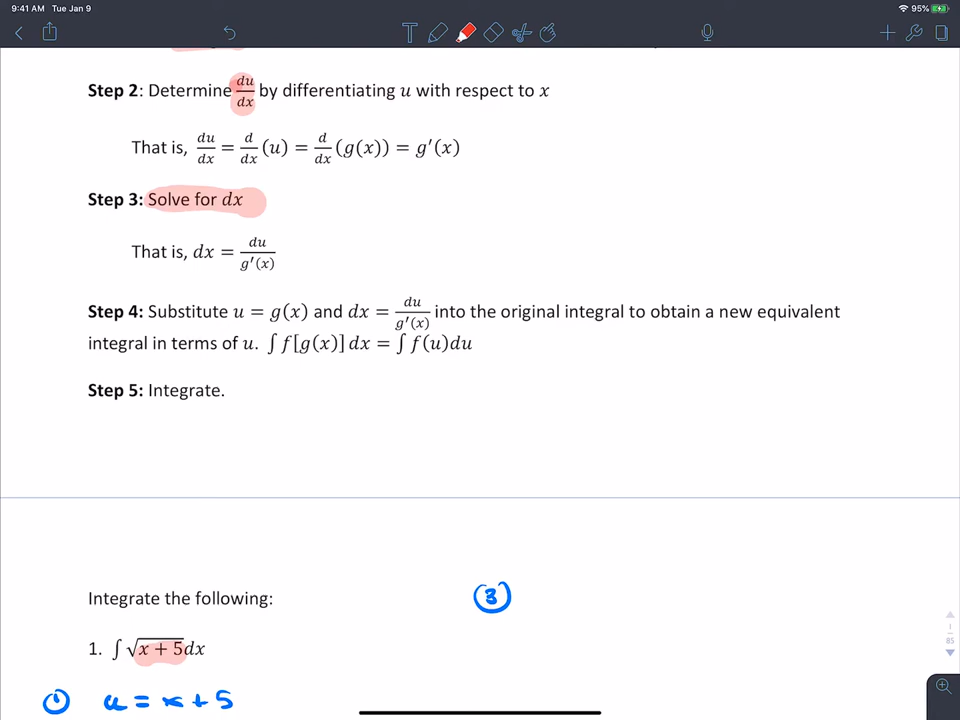 9:41 AM Tue Jan 9 95%
Step 2: Determine du/dx by differentiating u with respect to x
That is, du/dx = d/dx (u) = d/dx (g(x)) = g′(x)
Step 3: Solve for dx
That is, dx = du/g′(x)
Step 4: Substitute u = g(x) and dx = du/g′(x) into the original integral to obtain a new equivalent
integral in terms of u. ∫ f[g(x)] dx = ∫ f(u)du
Step 5: Integrate.
Integrate the following: ③
1. ∫ √(x + 5)dx
① u = x + 5
1
85